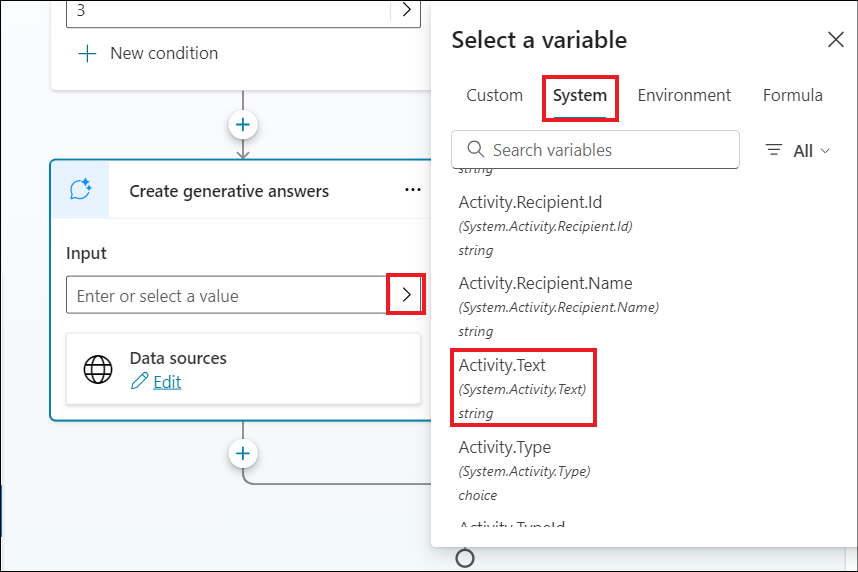 3
New condition
Create generative answers
...
Input
Enter or select a value
Data sources
Edit
Select a variable
Custom System Environment Formula
Search variables All
string
Activity.Recipient.Id
(System.Activity.Recipient.Id)
string
Activity.Recipient.Name
(System.Activity.Recipient.Name)
string
Activity.Text
(System.Activity.Text)
string
Activity.Type
(System.Activity.Type)
choice
Activity.TypeId